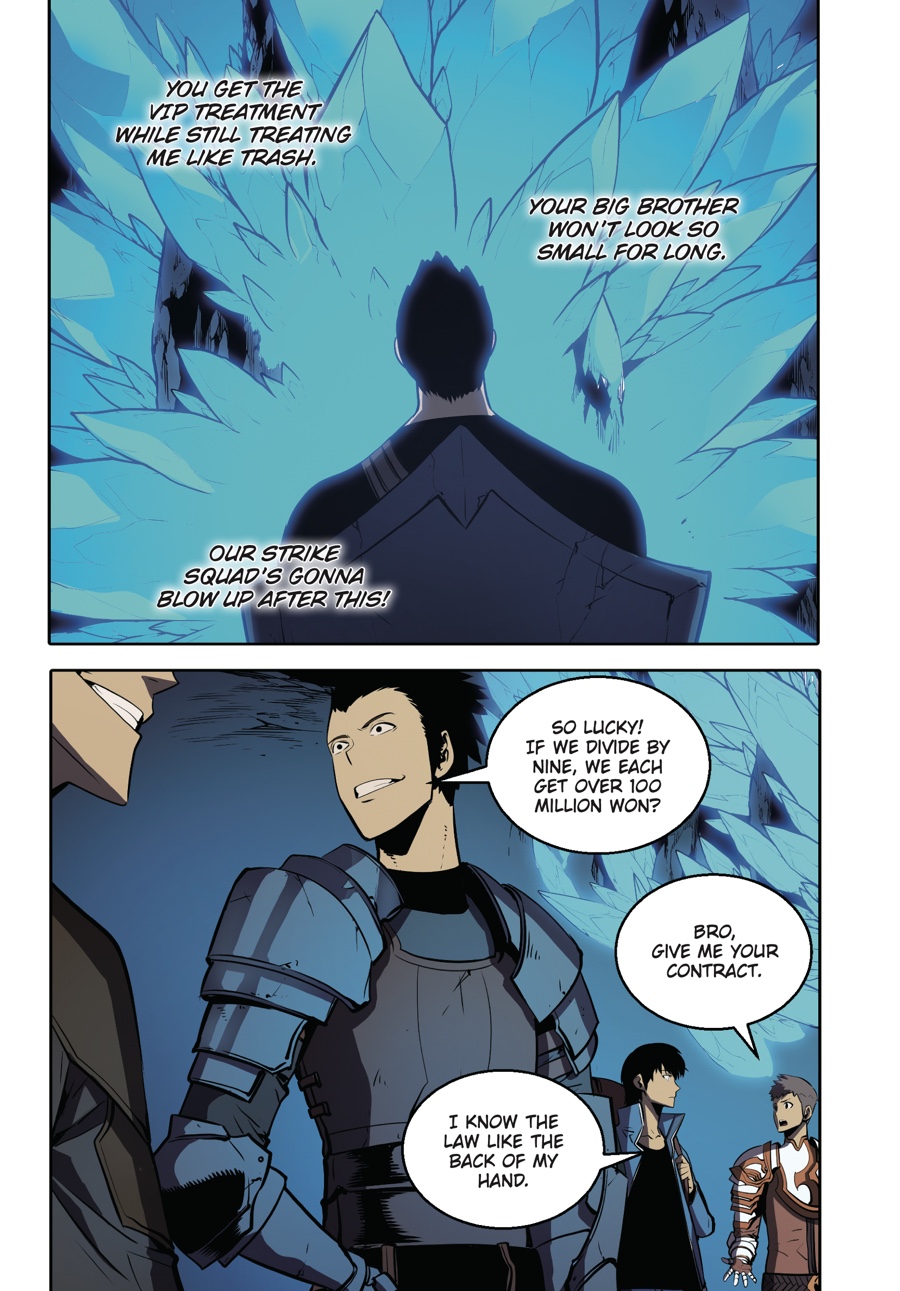 YOU GET THE
VIP TREATMENT
WHILE STILL TREATING
ME LIKE TRASH.
YOUR BIG BROTHER
WON'T LOOK SO
SMALL FOR LONG.
OUR STRIKE
SQUAD'S GONNA
BLOW UP AFTER THIS!
SO LUCKY!
IF WE DIVIDE BY
NINE, WE EACH
GET OVER 100
MILLION WON?
BRO,
GIVE ME YOUR
CONTRACT.
I KNOW THE
LAW LIKE THE
BACK OF MY
HAND.